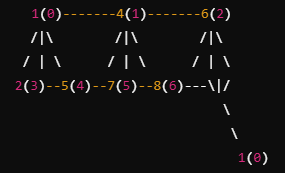 1(0)-------4(1)-------6(2)
/|\ /|\ /|\
/ | \ / | \ / | \
2(3)--5(4)--7(5)--8(6)---\|/
\
\
1(0)